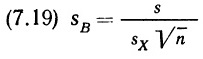 (7.19) s_B = s / (s_X √n̅)